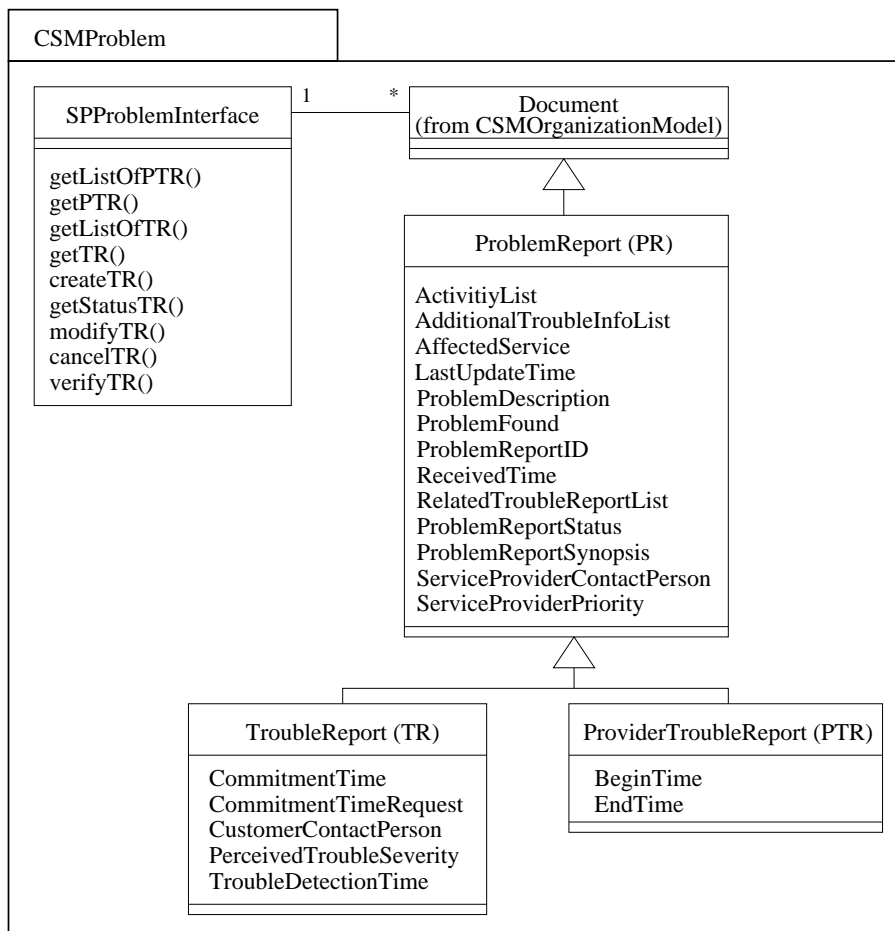 CSMProblem
SPProblemInterface
getListOfPTR()
getPTR()
getListOfTR()
getTR()
createTR()
getStatusTR()
modifyTR()
cancelTR()
verifyTR()
1
*
Document
(from CSMOrganizationModel)
ProblemReport (PR)
ActivitiyList
AdditionalTroubleInfoList
AffectedService
LastUpdateTime
ProblemDescription
ProblemFound
ProblemReportID
ReceivedTime
RelatedTroubleReportList
ProblemReportStatus
ProblemReportSynopsis
ServiceProviderContactPerson
ServiceProviderPriority
TroubleReport (TR)
CommitmentTime
CommitmentTimeRequest
CustomerContactPerson
PerceivedTroubleSeverity
TroubleDetectionTime
ProviderTroubleReport (PTR)
BeginTime
EndTime